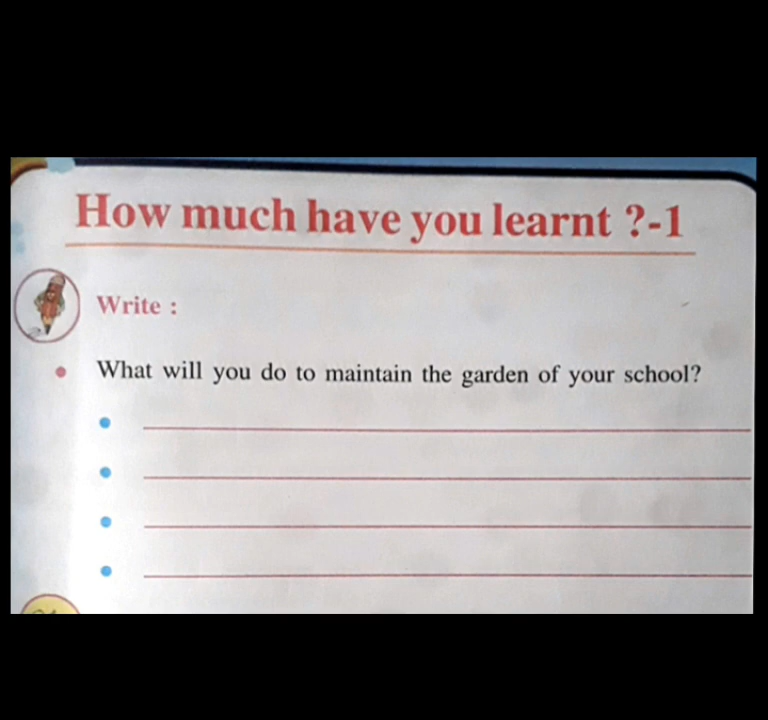 How much have you learnt ?-1
Write :
What will you do to maintain the garden of your school?